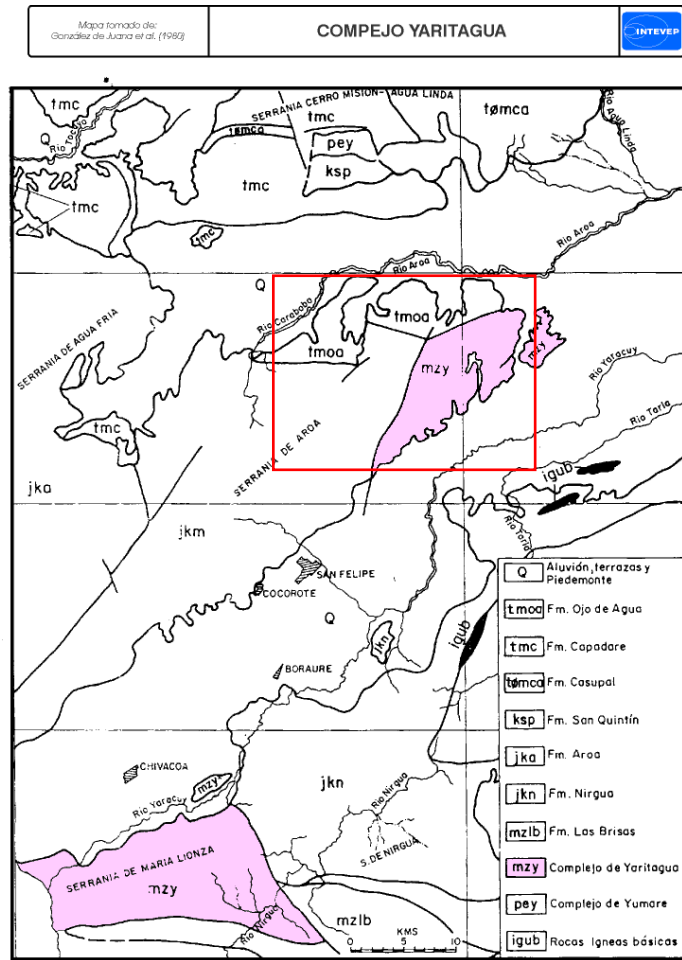 Mapa tomado de:
González de Juana et al. (1980)
COMPEJO YARITAGUA
INTEVEP
tmc
SERRANIA CERRO MISION-AGUA LINDA
tmc
tømca
Rio Agua Linda
Q
Rio Tocuyo
tømca
pey
ksp
tmc
tmc
tmc
Rio Aroa
Rio Aroa
Q
SERRANIA DE AGUA FRIA
Rio Carabobo
tmoa
tmoa
mzy
mzy
Rio Yaracuy
Rio Taria
tmc
SERRANIA DE AROA
igub
jka
Rio Taria
jkm
SAN FELIPE
COCOROTE
Q
jkn
igub
BORAURE
CHIVACOA
mzy
jkn
Rio Yaracuy
Rio Nirgua
SERRANIA DE MARIA LIONZA
mzy
S. DE NIRGUA
Rio Nirgua
mzlb
KMS
0 5 10
Q Aluvión, terrazas y
Piedemonte
tmoa Fm. Ojo de Agua
tmc Fm. Capadare
tømca Fm. Casupal
ksp Fm. San Quintín
jka Fm. Aroa
jkn Fm. Nirgua
mzlb Fm. Las Brisas
mzy Complejo de Yaritagua
pey Complejo de Yumare
igub Rocas Igneas básicas